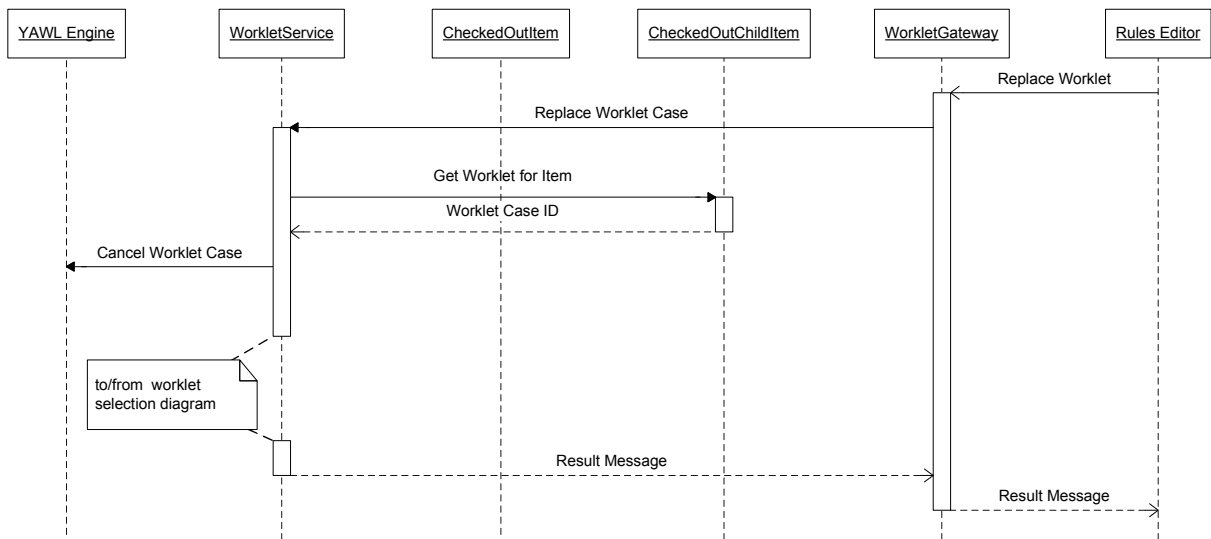 YAWL Engine
WorkletService
CheckedOutItem
CheckedOutChildItem
WorkletGateway
Rules Editor
Replace Worklet
Replace Worklet Case
Get Worklet for Item
Worklet Case ID
Cancel Worklet Case
to/from worklet
selection diagram
Result Message
Result Message